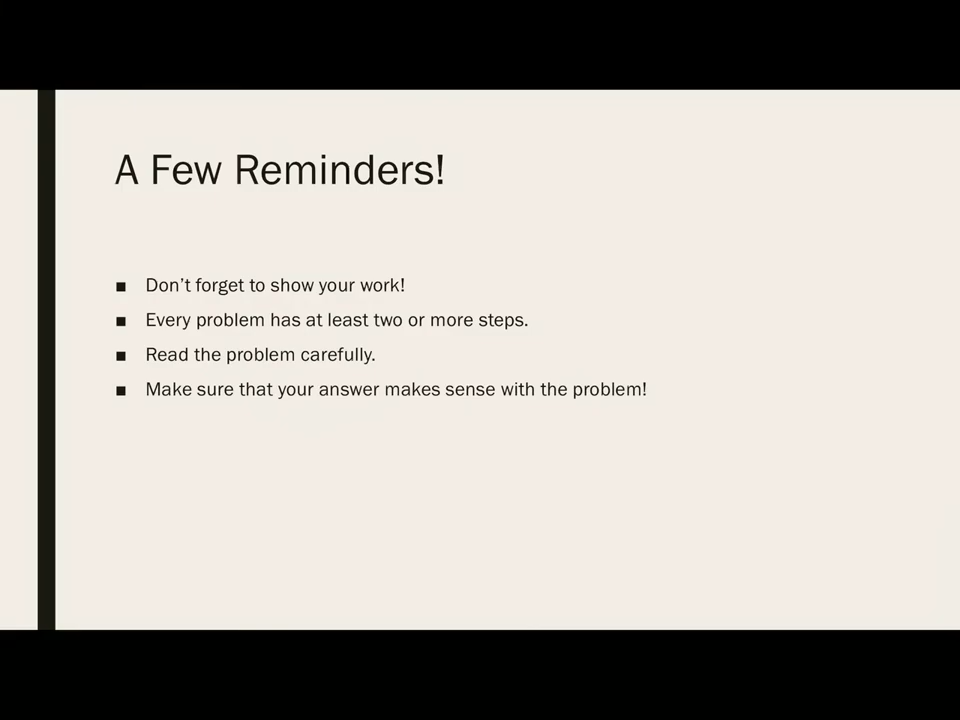 A Few Reminders!
■ Don’t forget to show your work!
■ Every problem has at least two or more steps.
■ Read the problem carefully.
■ Make sure that your answer makes sense with the problem!